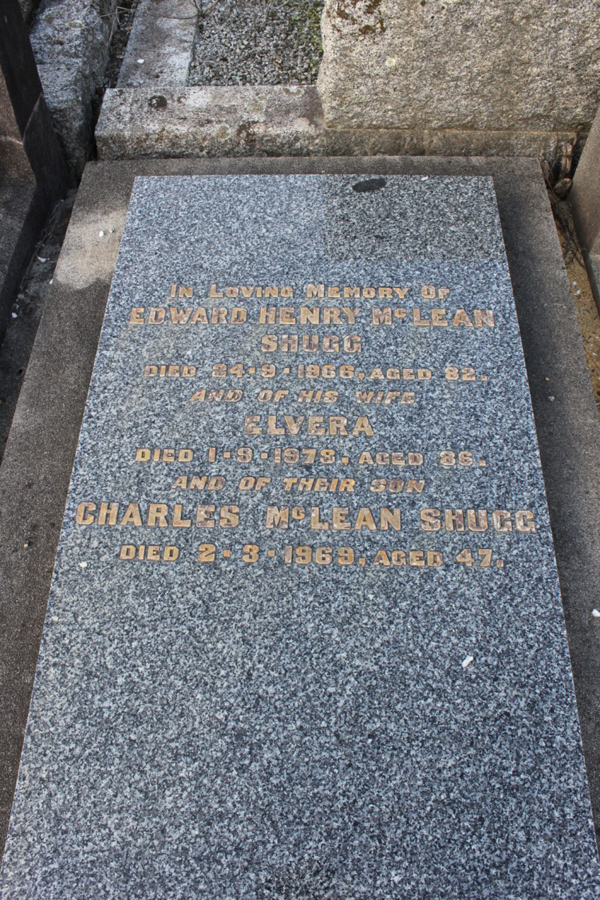 In Loving Memory Of
EDWARD HENRY McLEAN
SHUGG
DIED 24·9·1966, AGED 82.
AND OF HIS WIFE
ELVERA
DIED 1·9·1978, AGED 86.
AND OF THEIR SON
CHARLES McLEAN SHUGG
DIED 2·3·1969, AGED 47.